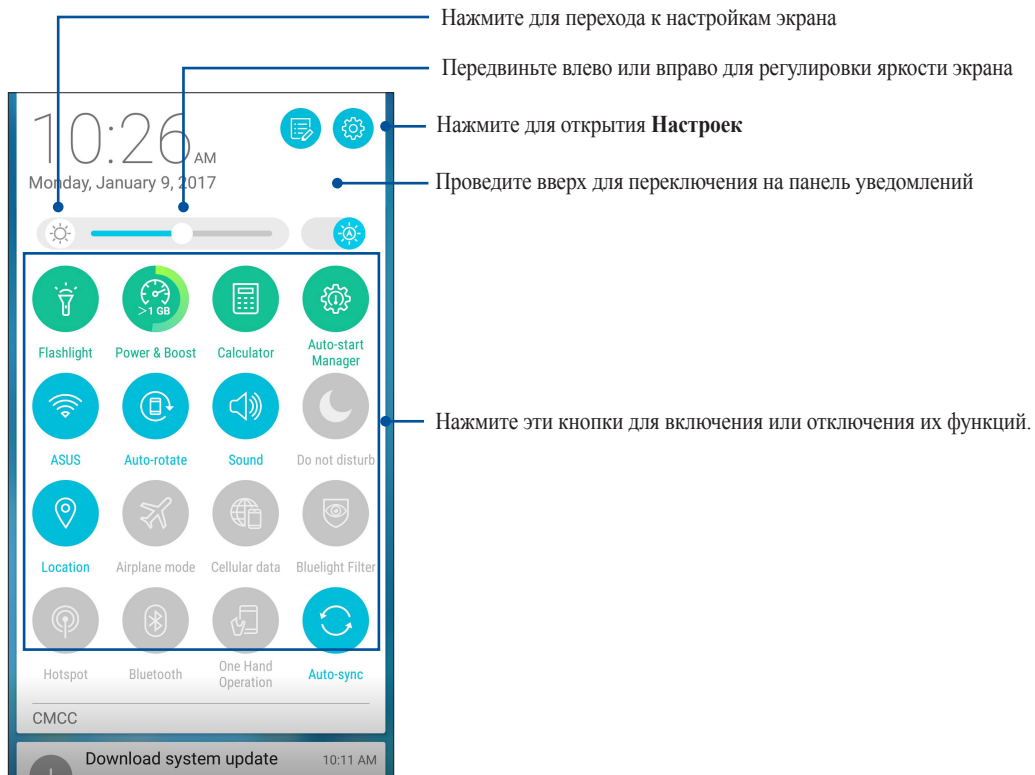 Нажмите для перехода к настройкам экрана
Передвиньте влево или вправо для регулировки яркости экрана
Нажмите для открытия Настроек
Проведите вверх для переключения на панель уведомлений
10:26 AM
Monday, January 9, 2017
A
>1 GB
Flashlight
Power & Boost
Calculator
Auto-start
Manager
Нажмите эти кнопки для включения или отключения их функций.
ASUS
Auto-rotate
Sound
Do not disturb
Location
Airplane mode
Cellular data
Bluelight Filter
Hotspot
Bluetooth
One Hand
Operation
Auto-sync
CMCC
Download system update 10:11 AM